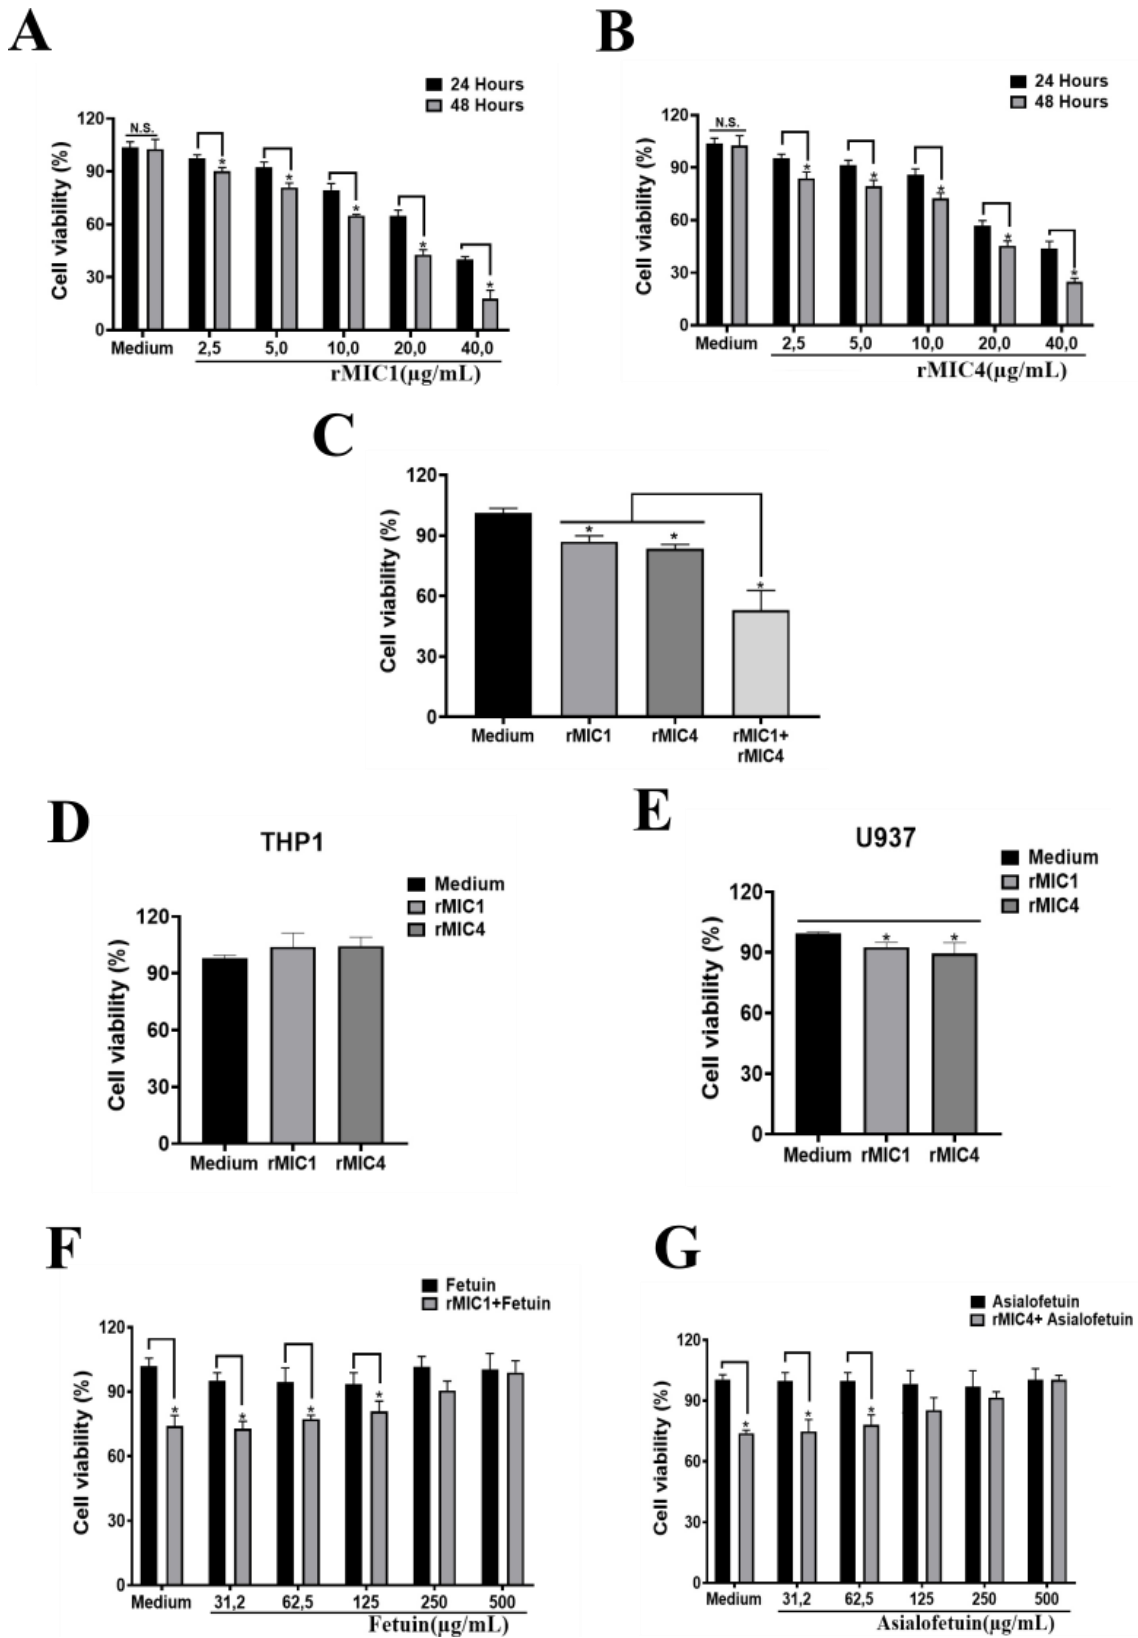 A
24 Hours
48 Hours
Cell viability (%)
120
90
60
30
0
N.S.
*
*
*
*
*
Medium
2,5
5,0
10,0
20,0
40,0
rMIC1(µg/mL)
B
24 Hours
48 Hours
Cell viability (%)
120
90
60
30
0
N.S.
*
*
*
*
*
Medium
2,5
5,0
10,0
20,0
40,0
rMIC4(µg/mL)
C
Cell viability (%)
120
90
60
30
0
*
*
*
Medium
rMIC1
rMIC4
rMIC1+
rMIC4
D
THP1
Medium
rMIC1
rMIC4
Cell viability (%)
120
90
60
30
0
Medium
rMIC1
rMIC4
E
U937
Medium
rMIC1
rMIC4
Cell viability (%)
120
90
60
30
0
*
*
Medium
rMIC1
rMIC4
F
Fetuin
rMIC1+Fetuin
Cell viability (%)
120
90
60
30
0
*
*
*
*
Medium
31,2
62,5
125
250
500
Fetuin(µg/mL)
G
Asialofetuin
rMIC4+ Asialofetuin
Cell viability (%)
120
90
60
30
0
*
*
*
Medium
31,2
62,5
125
250
500
Asialofetuin(µg/mL)